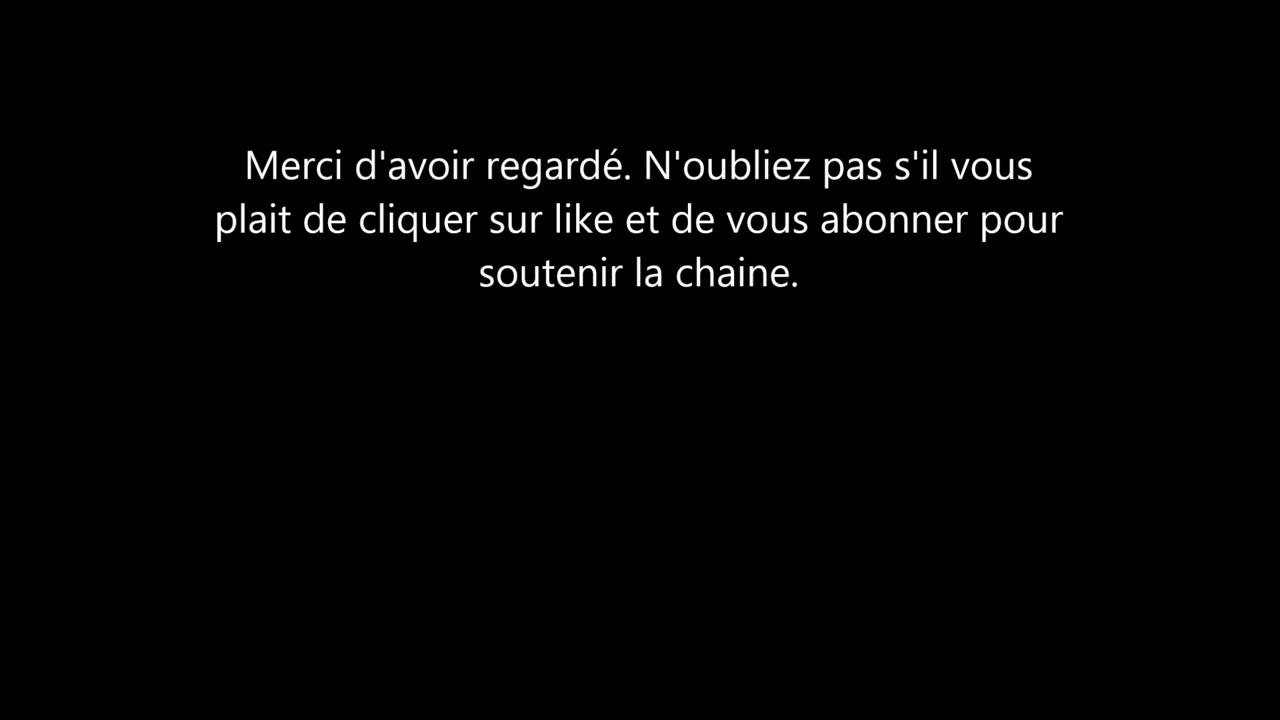 Merci d'avoir regardé. N'oubliez pas s'il vous
plait de cliquer sur like et de vous abonner pour
soutenir la chaine.